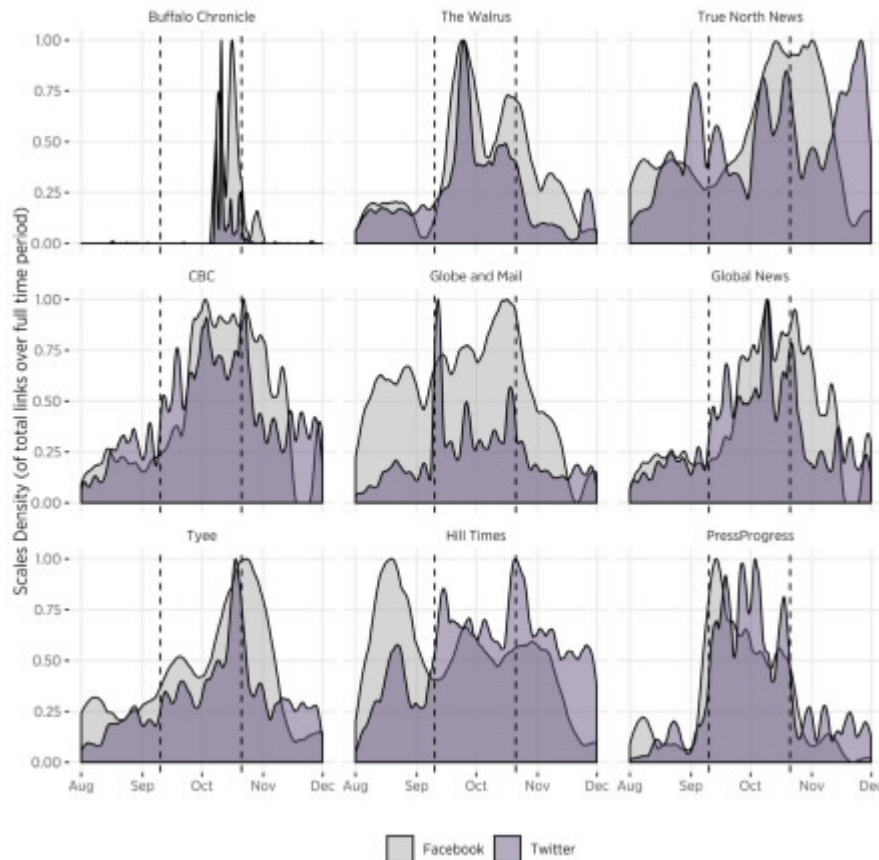 Buffalo Chronicle
The Walrus
True North News
1.00
0.75
0.50
0.25
0.00
CBC
Globe and Mail
Global News
1.00
0.75
0.50
0.25
0.00
Tyee
Hill Times
PressProgress
1.00
0.75
0.50
0.25
0.00
Aug Sep Oct Nov Dec
Aug Sep Oct Nov Dec
Aug Sep Oct Nov Dec
Scales Density (of total links over full time period)
Facebook
Twitter